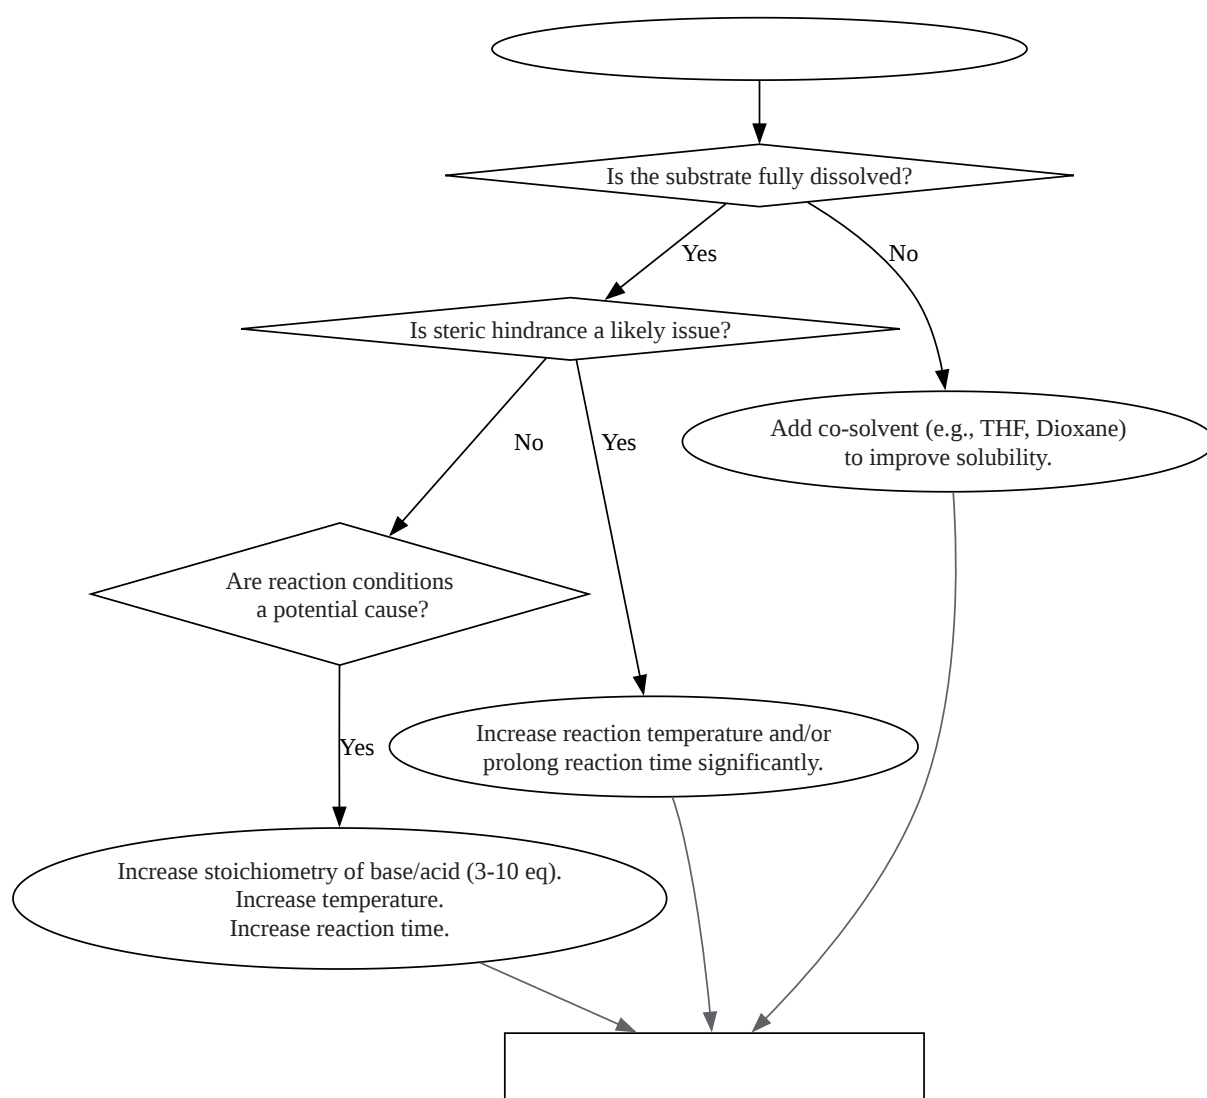 Is the substrate fully dissolved?
Yes
No
Is steric hindrance a likely issue?
No
Yes
Add co-solvent (e.g., THF, Dioxane)
to improve solubility.
Are reaction conditions
a potential cause?
Yes
Increase reaction temperature and/or
prolong reaction time significantly.
Increase stoichiometry of base/acid (3-10 eq).
Increase temperature.
Increase reaction time.